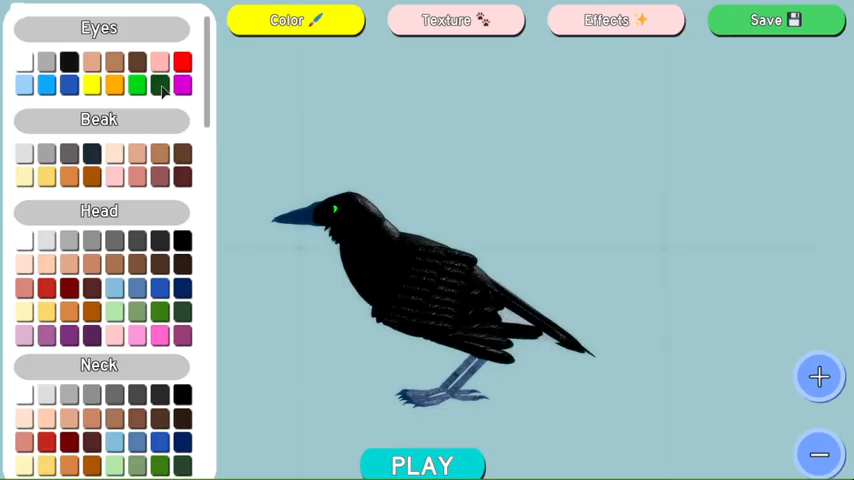 Eyes
Color
Texture
Effects
Save
Beak
Head
Neck
PLAY